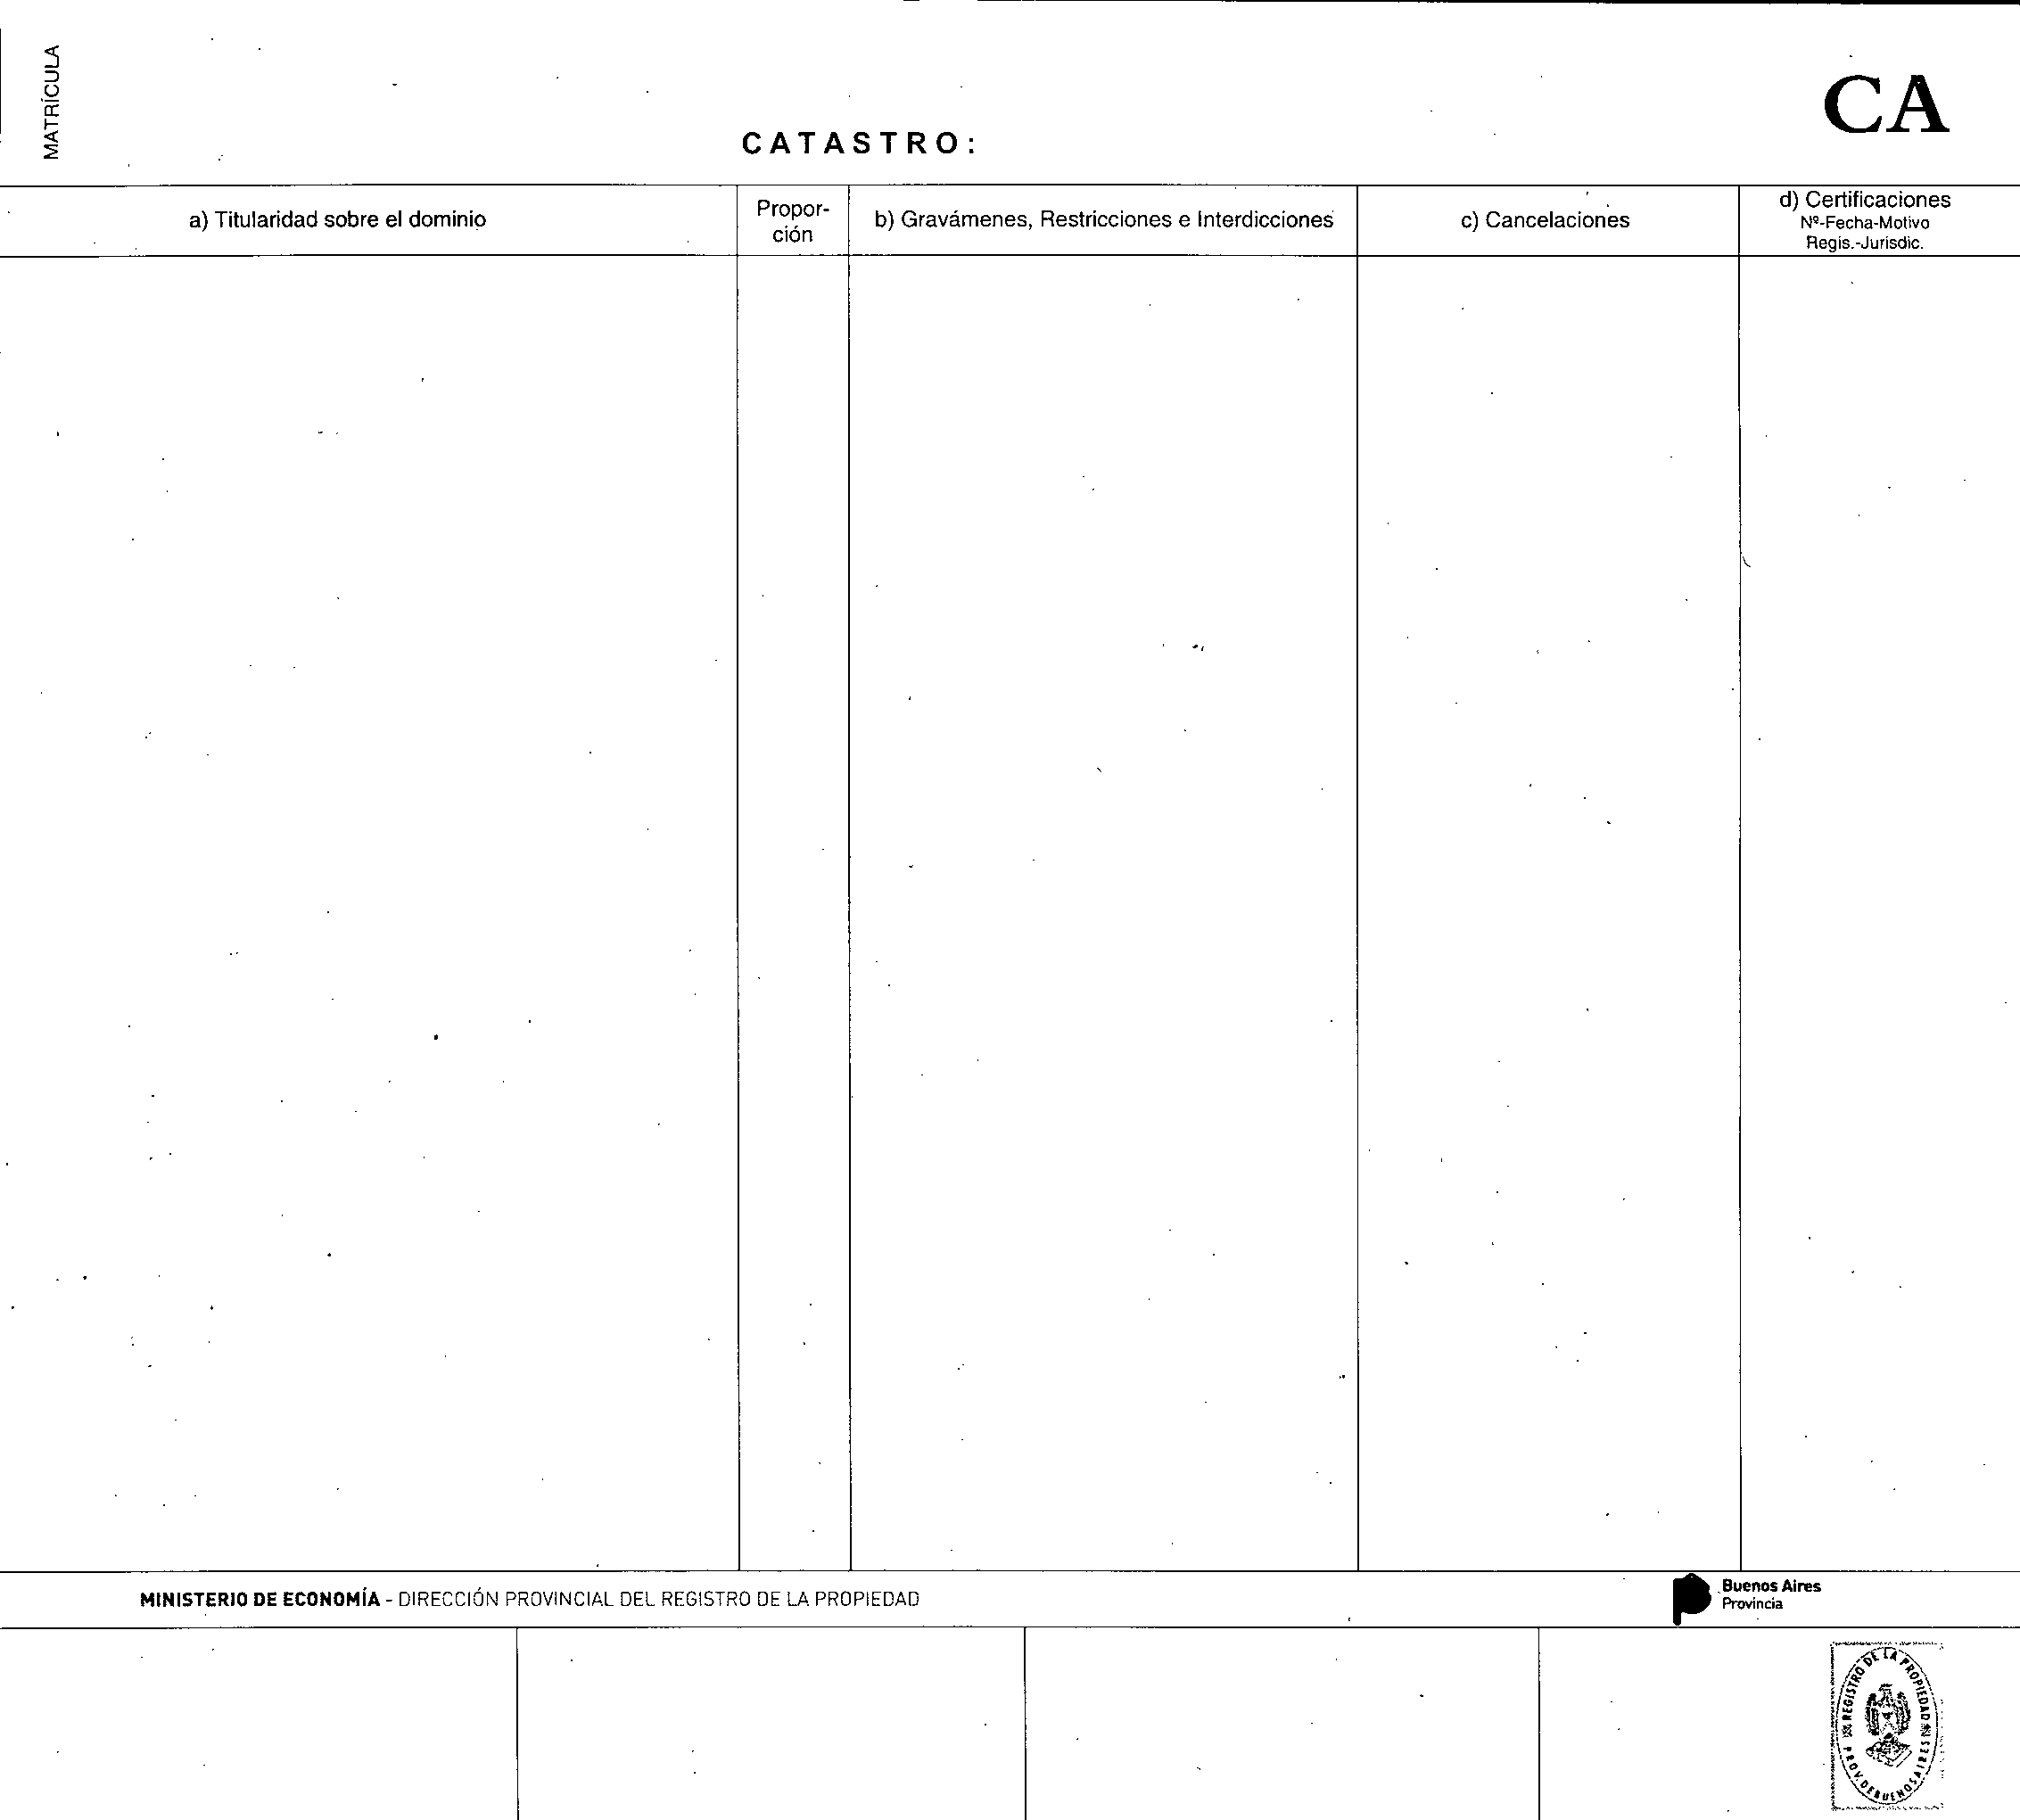 MATRÍCULA
CA
CATASTRO:
a) Titularidad sobre el dominio
Propor-
ción
b) Gravámenes, Restricciones e Interdicciones
c) Cancelaciones
d) Certificaciones
Nº-Fecha-Motivo
Regis.-Jurisdic.
MINISTERIO DE ECONOMÍA - DIRECCIÓN PROVINCIAL DEL REGISTRO DE LA PROPIEDAD
Buenos Aires
Provincia
REGISTRO DE LA PROPIEDAD
PROV. DE BUENOS AIRES